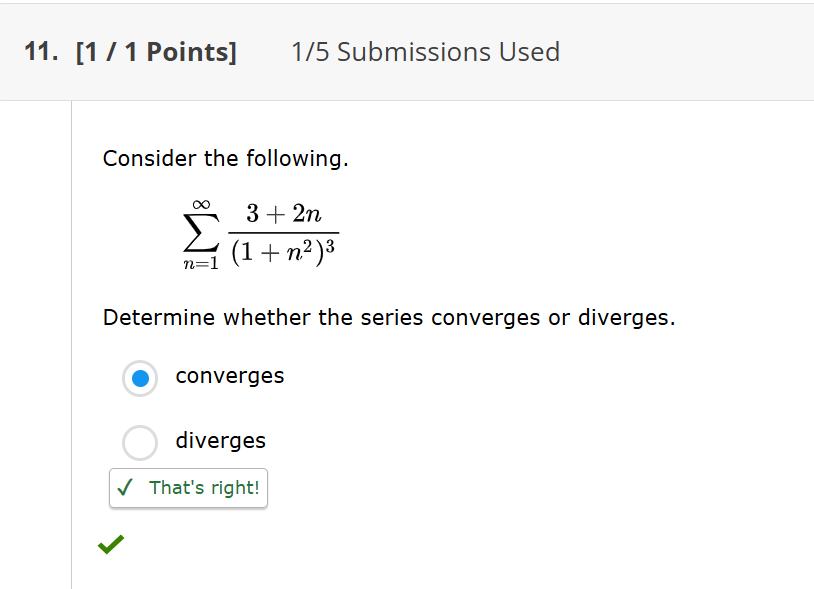 11. [1 / 1 Points] 1/5 Submissions Used
Consider the following.
∞
∑ 3 + 2n / (1 + n²)³
n=1
Determine whether the series converges or diverges.
converges
diverges
✓ That's right!